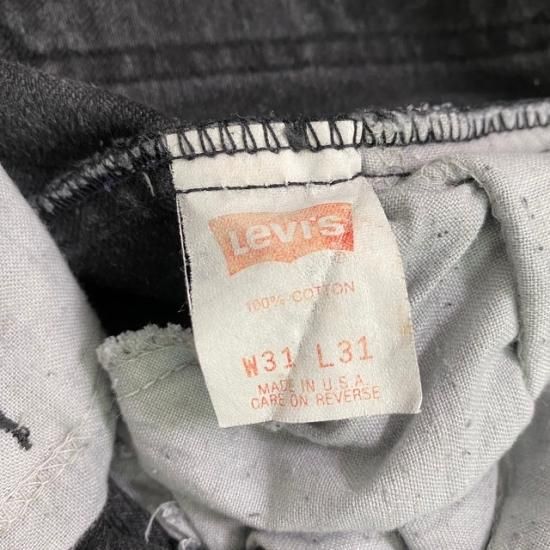 Levi's
®
100% COTTON
W31 L31
MADE IN U.S.A.
CARE ON REVERSE